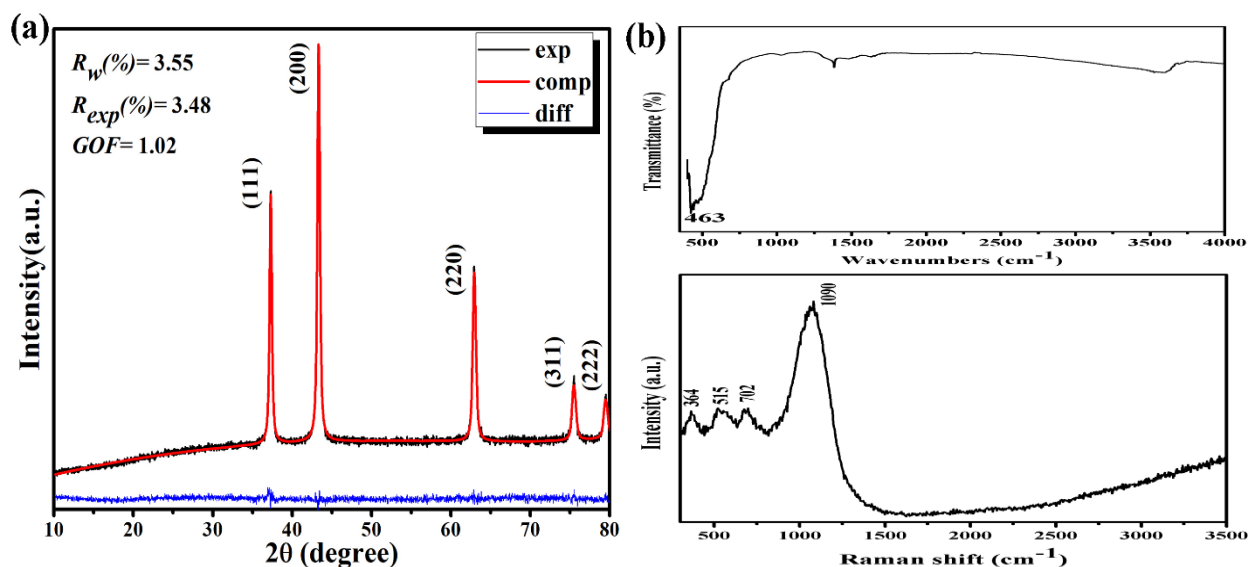 (a)
R_w(%)= 3.55
R_exp(%)= 3.48
GOF= 1.02
exp
comp
diff
(111)
(200)
(220)
(311)
(222)
Intensity(a.u.)
10 20 30 40 50 60 70 80
2θ (degree)
(b)
Transmittance (%)
463
500 1000 1500 2000 2500 3000 3500 4000
Wavenumbers (cm⁻¹)
Intensity (a.u.)
364
515
702
1090
500 1000 1500 2000 2500 3000 3500
Raman shift (cm⁻¹)